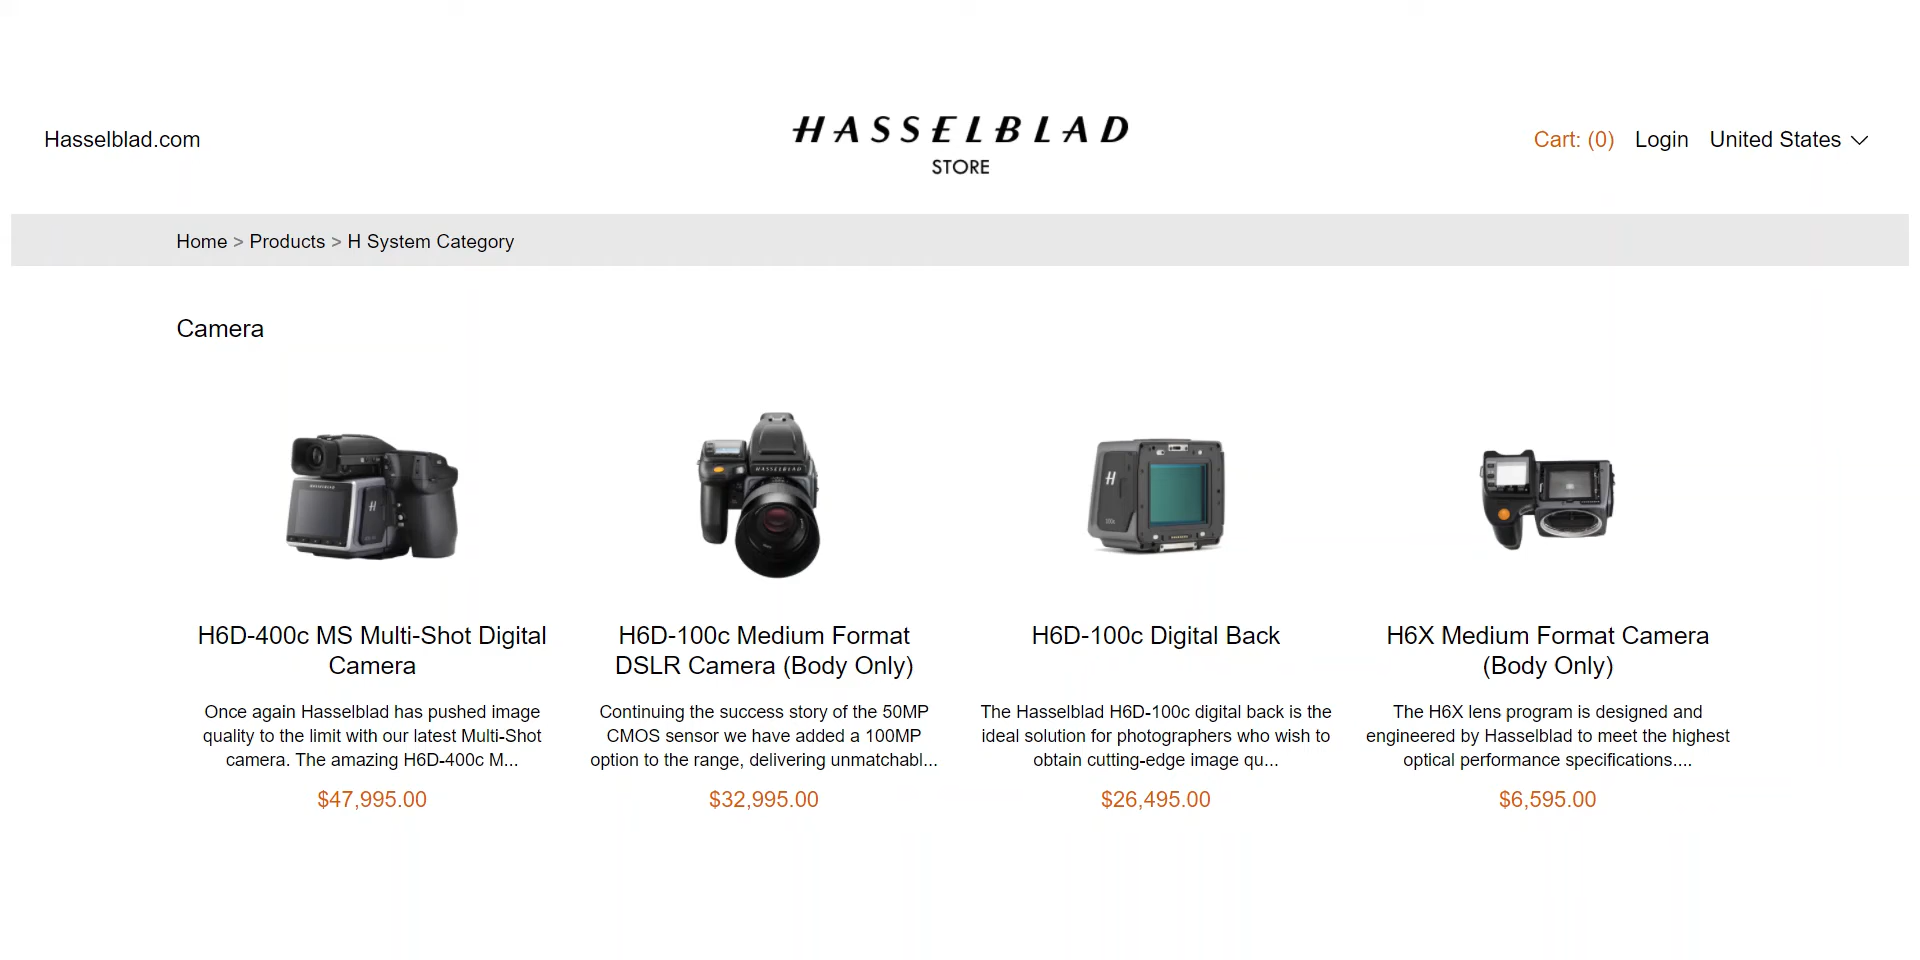 Hasselblad.com
HASSELBLAD
STORE
Cart: (0) Login United States
Home > Products > H System Category
Camera
HASSELBLAD
H
HASSELBLAD
H
H6D-400c MS Multi-Shot Digital
Camera
Once again Hasselblad has pushed image
quality to the limit with our latest Multi-Shot
camera. The amazing H6D-400c M...
$47,995.00
H6D-100c Medium Format
DSLR Camera (Body Only)
Continuing the success story of the 50MP
CMOS sensor we have added a 100MP
option to the range, delivering unmatchabl...
$32,995.00
H6D-100c Digital Back
The Hasselblad H6D-100c digital back is the
ideal solution for photographers who wish to
obtain cutting-edge image qu...
$26,495.00
H6X Medium Format Camera
(Body Only)
The H6X lens program is designed and
engineered by Hasselblad to meet the highest
optical performance specifications....
$6,595.00